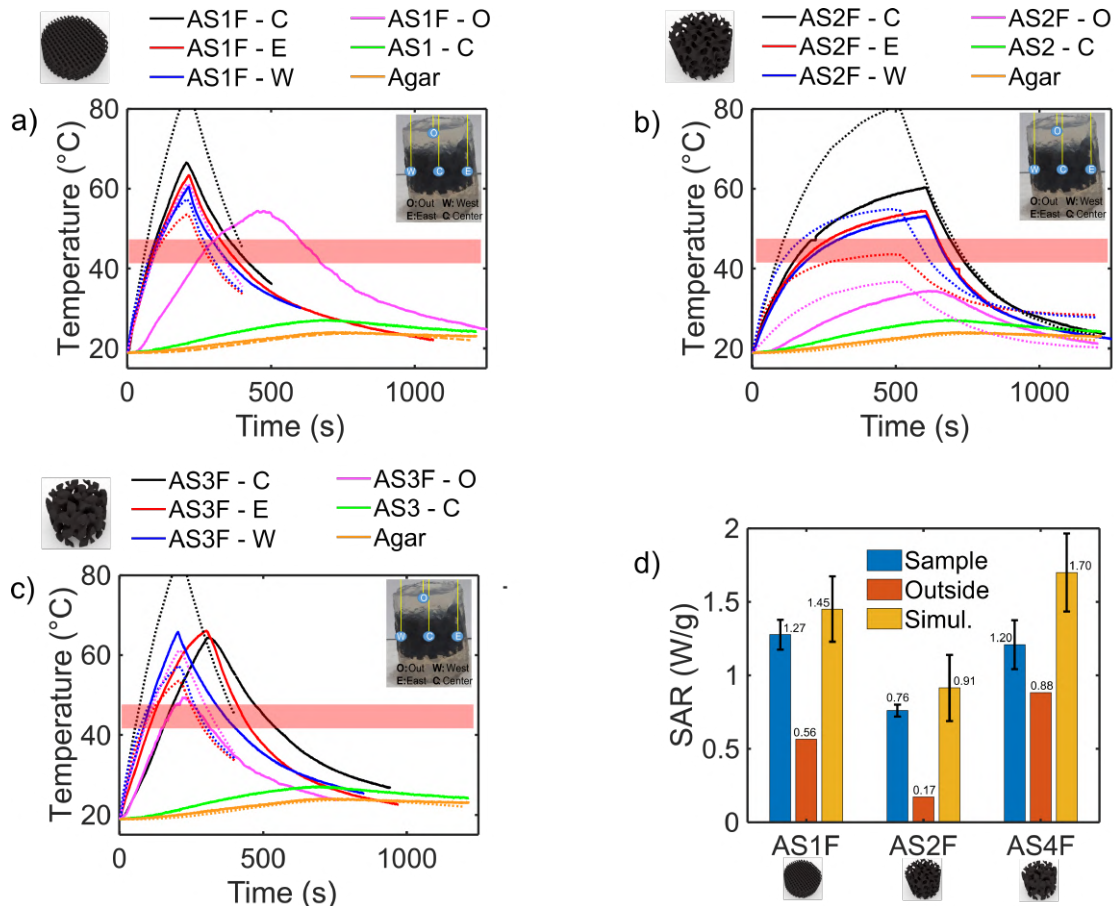 AS1F - C AS1F - O
AS1F - E AS1 - C
AS1F - W Agar
a)
Temperature (°C)
80
60
40
20
0 500 1000
Time (s)
O
W C E
O:Out W: West
E:East C:Center
AS2F - C AS2F - O
AS2F - E AS2 - C
AS2F - W Agar
b)
Temperature (°C)
80
60
40
20
0 500 1000
Time (s)
O
W C E
O:Out W: West
E:East C:Center
AS3F - C AS3F - O
AS3F - E AS3 - C
AS3F - W Agar
c)
Temperature (°C)
80
60
40
20
0 500 1000
Time (s)
O
W C E
O:Out W: West
E:East C:Center
d)
SAR (W/g)
2
1.5
1
0.5
0
Sample
Outside
Simul.
1.27 0.56 1.45
0.76 0.17 0.91
1.20 0.88 1.70
AS1F AS2F AS4F